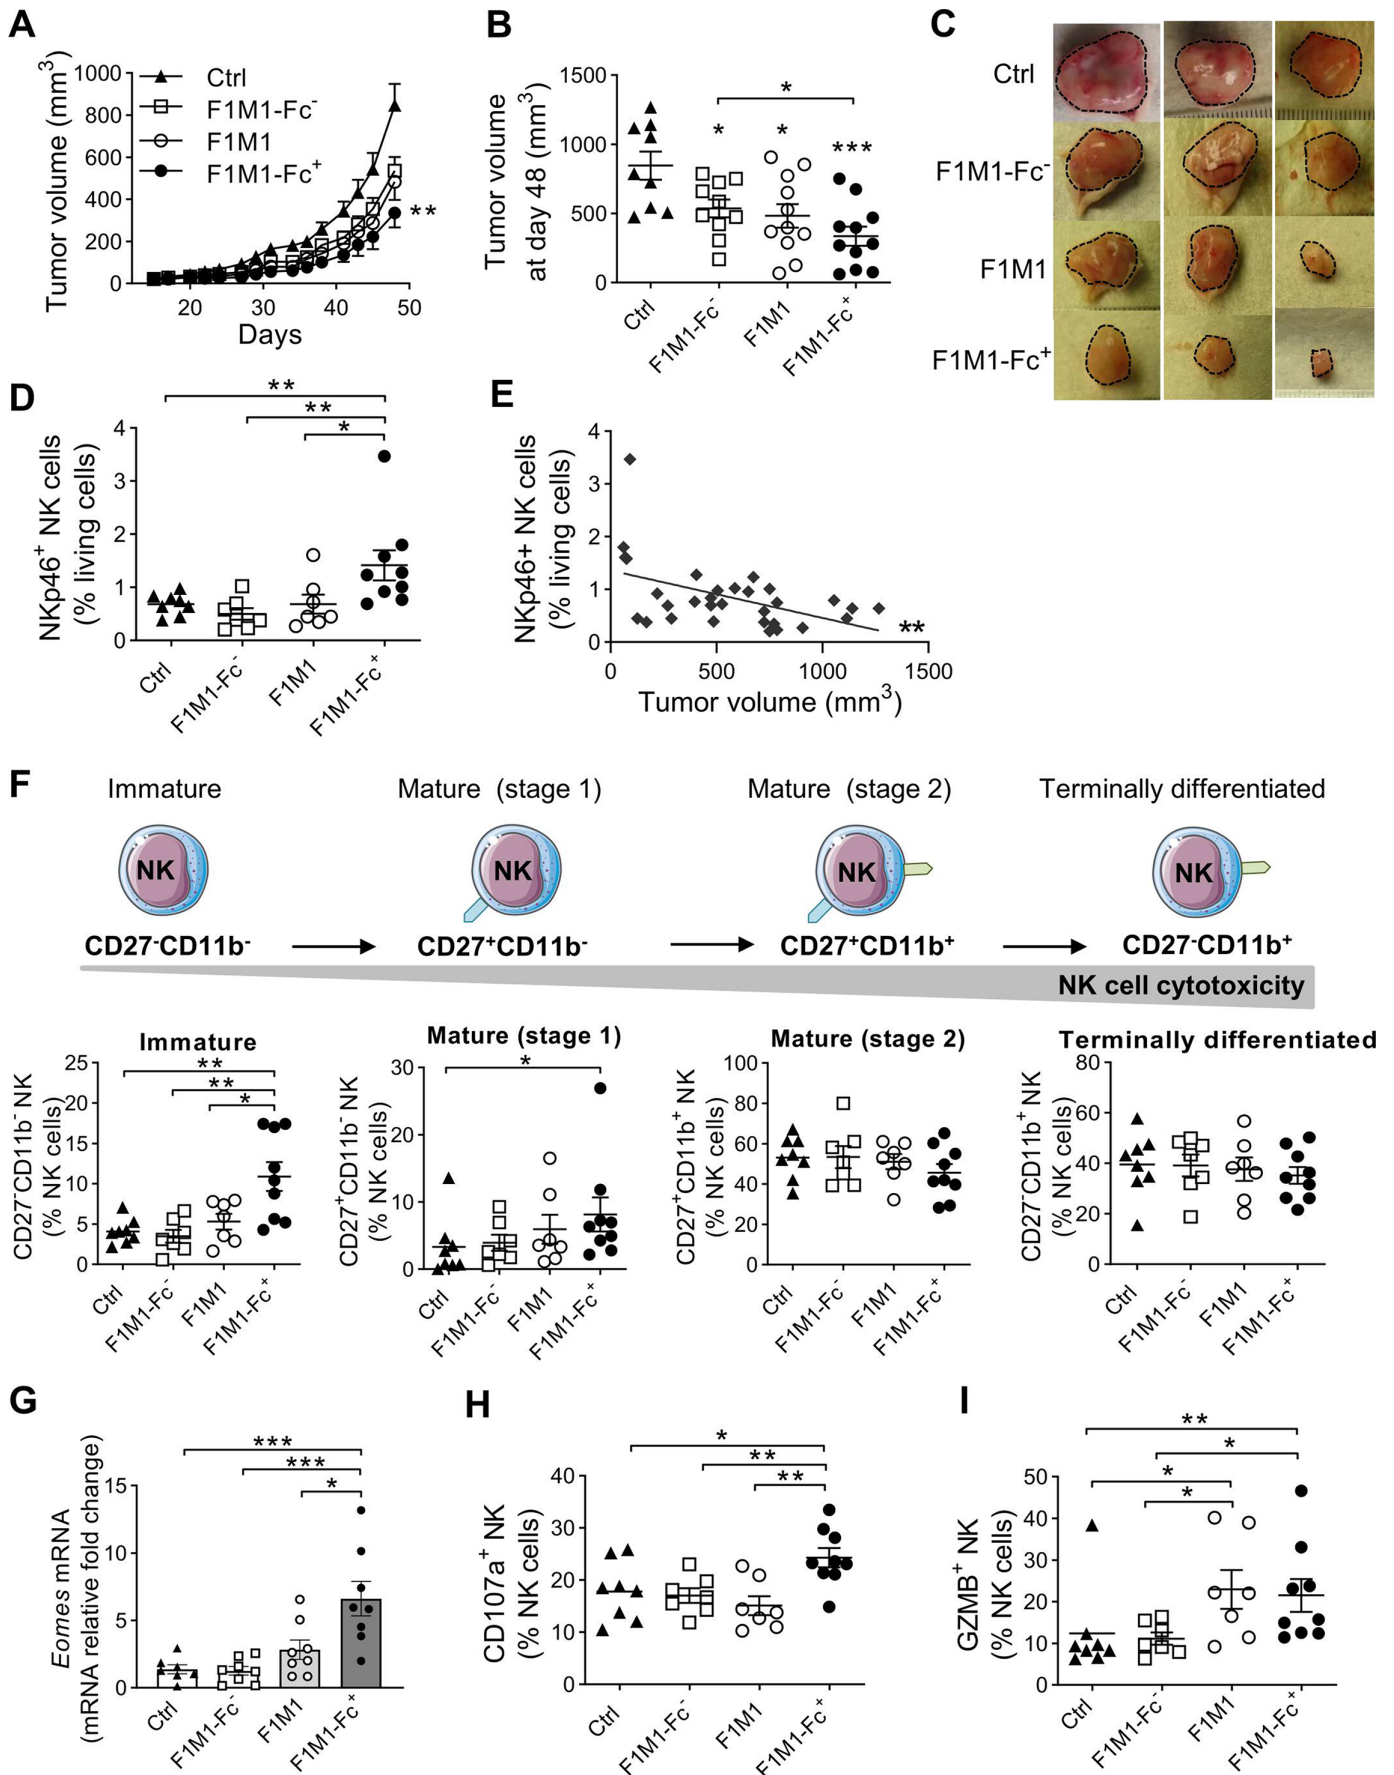 A
Tumor volume (mm³)
1000
800
600
400
200
0
Ctrl
F1M1-Fc⁻
F1M1
F1M1-Fc⁺
**
20
30
40
50
Days
B
Tumor volume
at day 48 (mm³)
1500
1000
500
0
*
*
*
***
Ctrl
F1M1-Fc⁻
F1M1
F1M1-Fc⁺
C
Ctrl
F1M1-Fc⁻
F1M1
F1M1-Fc⁺
D
NKp46⁺ NK cells
(% living cells)
4
3
2
1
0
**
**
*
Ctrl
F1M1-Fc⁻
F1M1
F1M1-Fc⁺
E
NKp46+ NK cells
(% living cells)
4
3
2
1
0
**
0
500
1000
1500
Tumor volume (mm³)
F
Immature
Mature (stage 1)
Mature (stage 2)
Terminally differentiated
NK
NK
NK
NK
CD27⁻CD11b⁻
CD27⁺CD11b⁻
CD27⁺CD11b⁺
CD27⁻CD11b⁺
NK cell cytotoxicity
Immature
CD27⁻CD11b⁻ NK
(% NK cells)
25
20
15
10
5
0
**
**
*
Ctrl
F1M1-Fc⁻
F1M1
F1M1-Fc⁺
Mature (stage 1)
CD27⁺CD11b⁻ NK
(% NK cells)
30
20
10
0
*
Ctrl
F1M1-Fc⁻
F1M1
F1M1-Fc⁺
Mature (stage 2)
CD27⁺CD11b⁺ NK
(% NK cells)
100
80
60
40
20
0
Ctrl
F1M1-Fc⁻
F1M1
F1M1-Fc⁺
Terminally differentiated
CD27⁻CD11b⁺ NK
(% NK cells)
80
60
40
20
0
Ctrl
F1M1-Fc⁻
F1M1
F1M1-Fc⁺
G
Eomes mRNA
(mRNA relative fold change)
15
10
5
0
***
***
*
Ctrl
F1M1-Fc⁻
F1M1
F1M1-Fc⁺
H
CD107a⁺ NK
(% NK cells)
40
30
20
10
0
*
**
**
Ctrl
F1M1-Fc⁻
F1M1
F1M1-Fc⁺
I
GZMB⁺ NK
(% NK cells)
50
40
30
20
10
0
**
*
*
*
Ctrl
F1M1-Fc⁻
F1M1
F1M1-Fc⁺